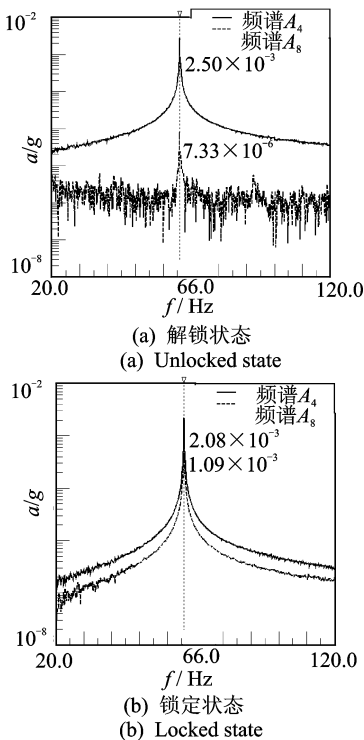 10⁻²
频谱A₄
频谱A₈
2.50×10⁻³
7.33×10⁻⁶
a/g
10⁻⁸
20.0 66.0 120.0
f / Hz
(a) 解锁状态
(a) Unlocked state
10⁻²
频谱A₄
频谱A₈
2.08×10⁻³
1.09×10⁻³
a/g
10⁻⁸
20.0 66.0 120.0
f / Hz
(b) 锁定状态
(b) Locked state